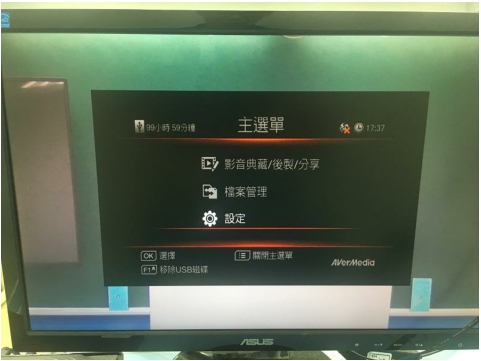 99小時 59分鐘
主選單
17:37
影音典藏/後製/分享
檔案管理
設定
OK 選擇
關閉主選單
F1 移除USB磁碟
AVerMedia
ASUS